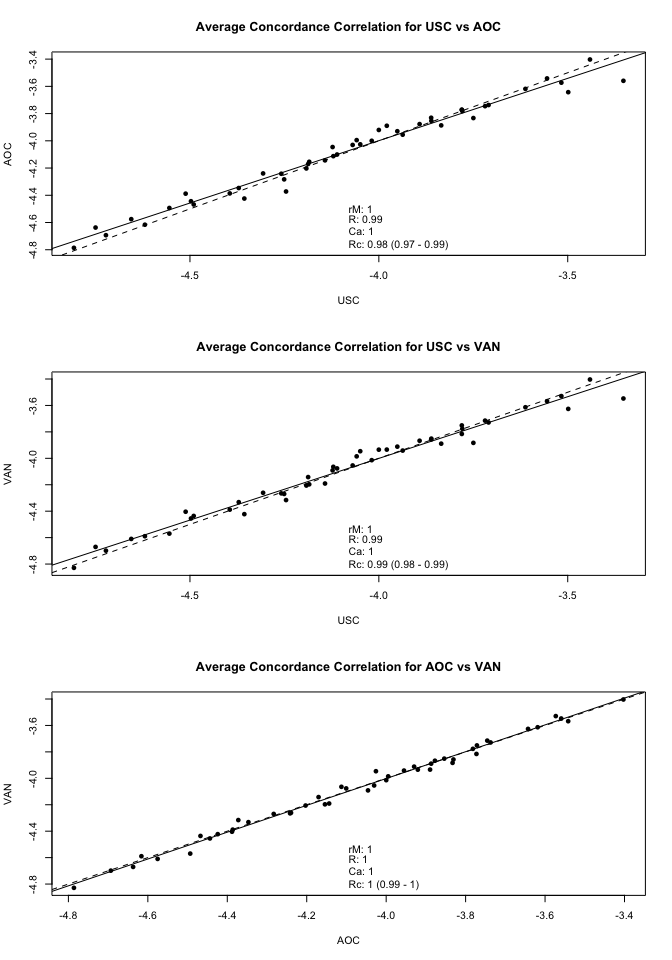 Average Concordance Correlation for USC vs AOC
-3.4
-3.6
-3.8
-4.0
-4.2
-4.4
-4.6
-4.8
AOC
rM: 1
R: 0.99
Ca: 1
Rc: 0.98 (0.97 - 0.99)
-4.5 -4.0 -3.5
USC
Average Concordance Correlation for USC vs VAN
-3.6
-4.0
-4.4
-4.8
VAN
rM: 1
R: 0.99
Ca: 1
Rc: 0.99 (0.98 - 0.99)
-4.5 -4.0 -3.5
USC
Average Concordance Correlation for AOC vs VAN
-3.6
-4.0
-4.4
-4.8
VAN
rM: 1
R: 1
Ca: 1
Rc: 1 (0.99 - 1)
-4.8 -4.6 -4.4 -4.2 -4.0 -3.8 -3.6 -3.4
AOC